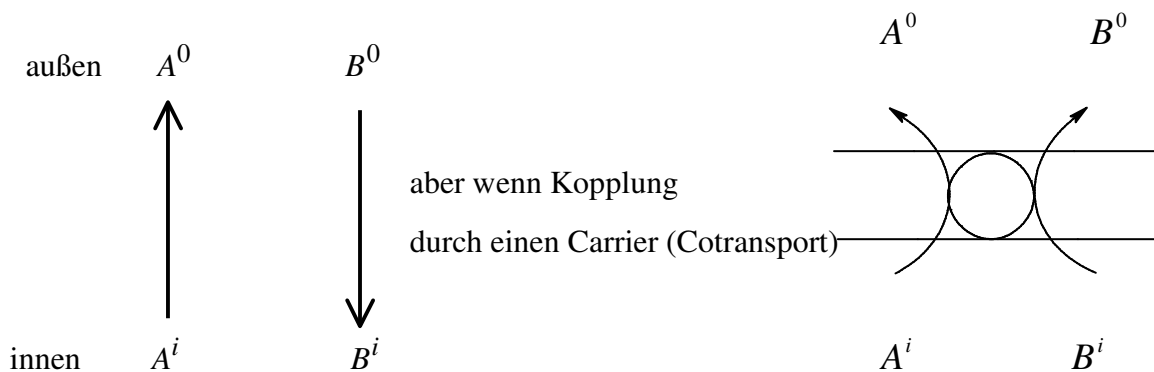 A⁰ B⁰
außen A⁰ B⁰
aber wenn Kopplung
durch einen Carrier (Cotransport)
innen Aⁱ Bⁱ
Aⁱ Bⁱ